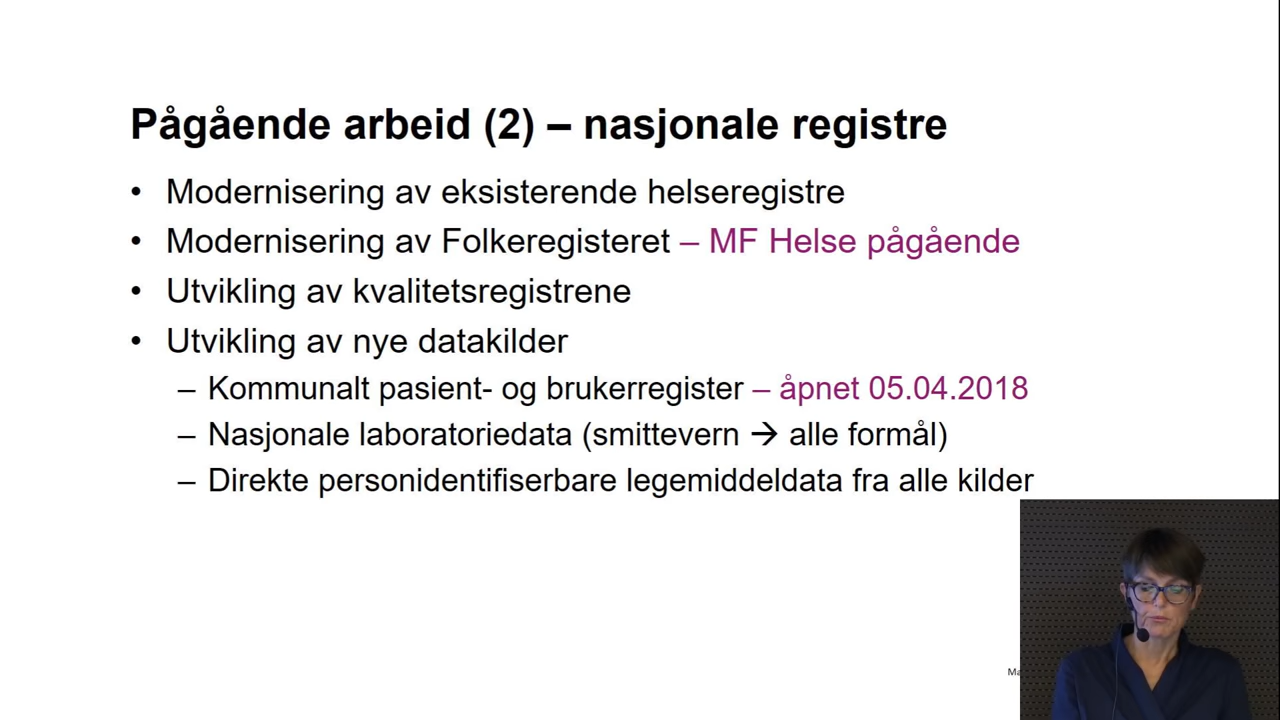 Pågående arbeid (2) – nasjonale registre
• Modernisering av eksisterende helseregistre
• Modernisering av Folkeregisteret – MF Helse pågående
• Utvikling av kvalitetsregistrene
• Utvikling av nye datakilder
– Kommunalt pasient- og brukerregister – åpnet 05.04.2018
– Nasjonale laboratoriedata (smittevern → alle formål)
– Direkte personidentifiserbare legemiddeldata fra alle kilder